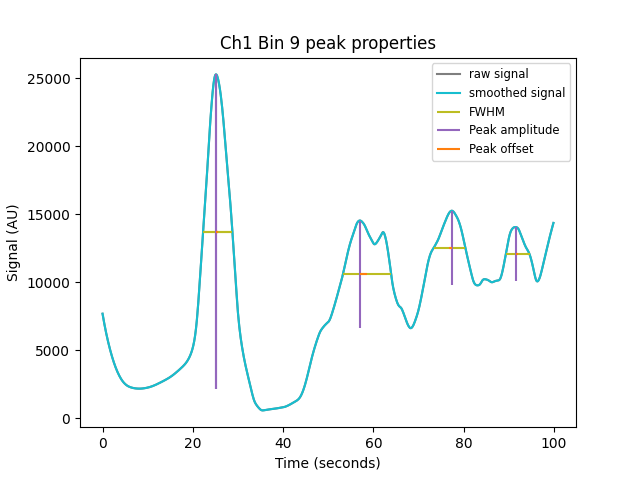 Ch1 Bin 9 peak properties
raw signal
smoothed signal
FWHM
Peak amplitude
Peak offset
Signal (AU)
25000
20000
15000
10000
5000
0
0 20 40 60 80 100
Time (seconds)